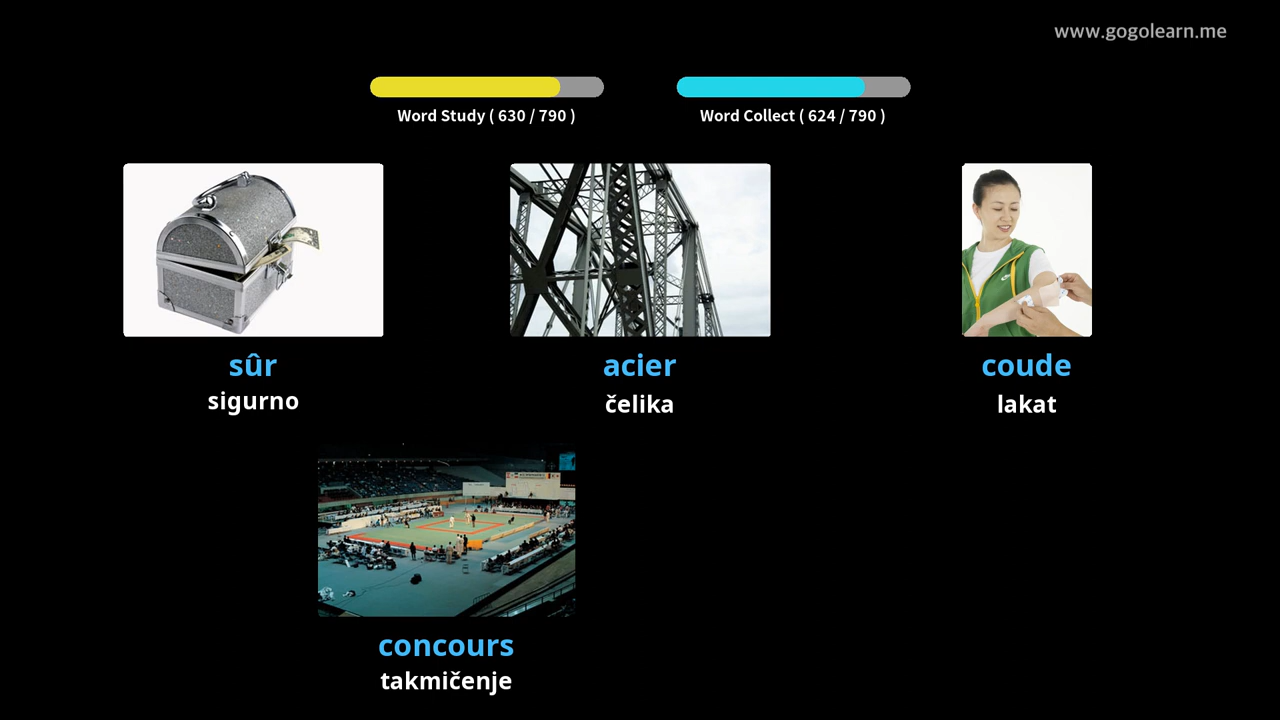 www.gogolearn.me
Word Study ( 630 / 790 )
Word Collect ( 624 / 790 )
sûr
sigurno
acier
čelika
coude
lakat
concours
takmičenje